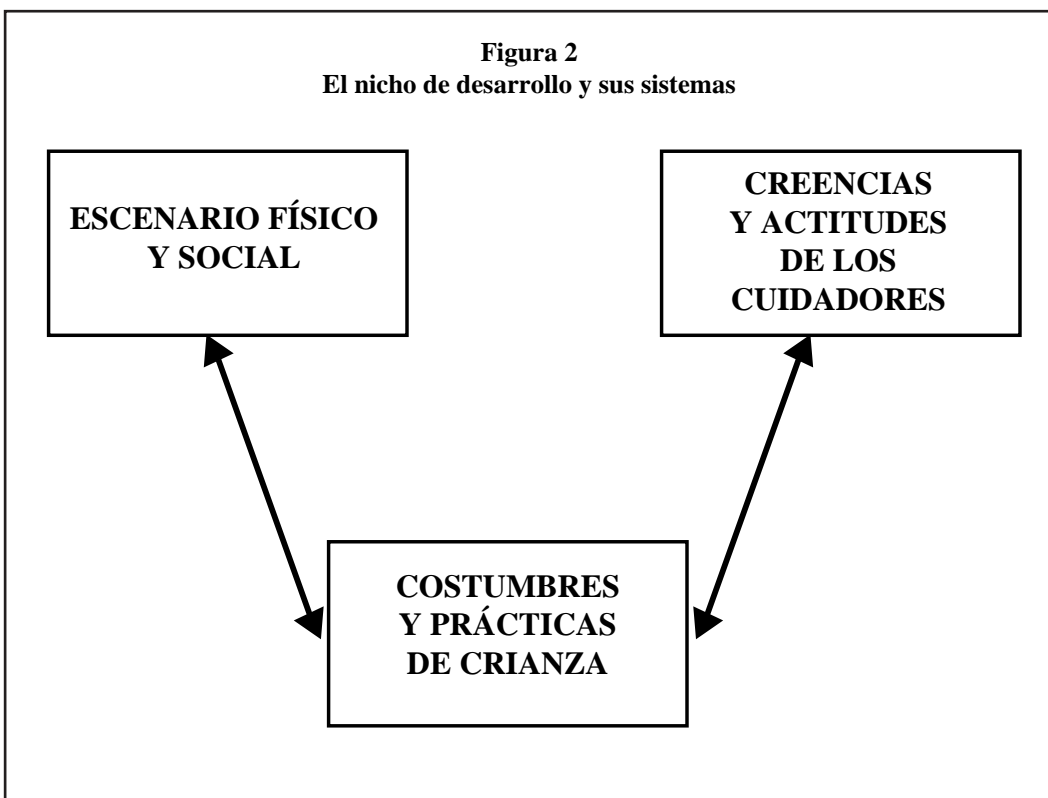 Figura 2
El nicho de desarrollo y sus sistemas
ESCENARIO FÍSICO
Y SOCIAL
CREENCIAS
Y ACTITUDES
DE LOS
CUIDADORES
COSTUMBRES
Y PRÁCTICAS
DE CRIANZA